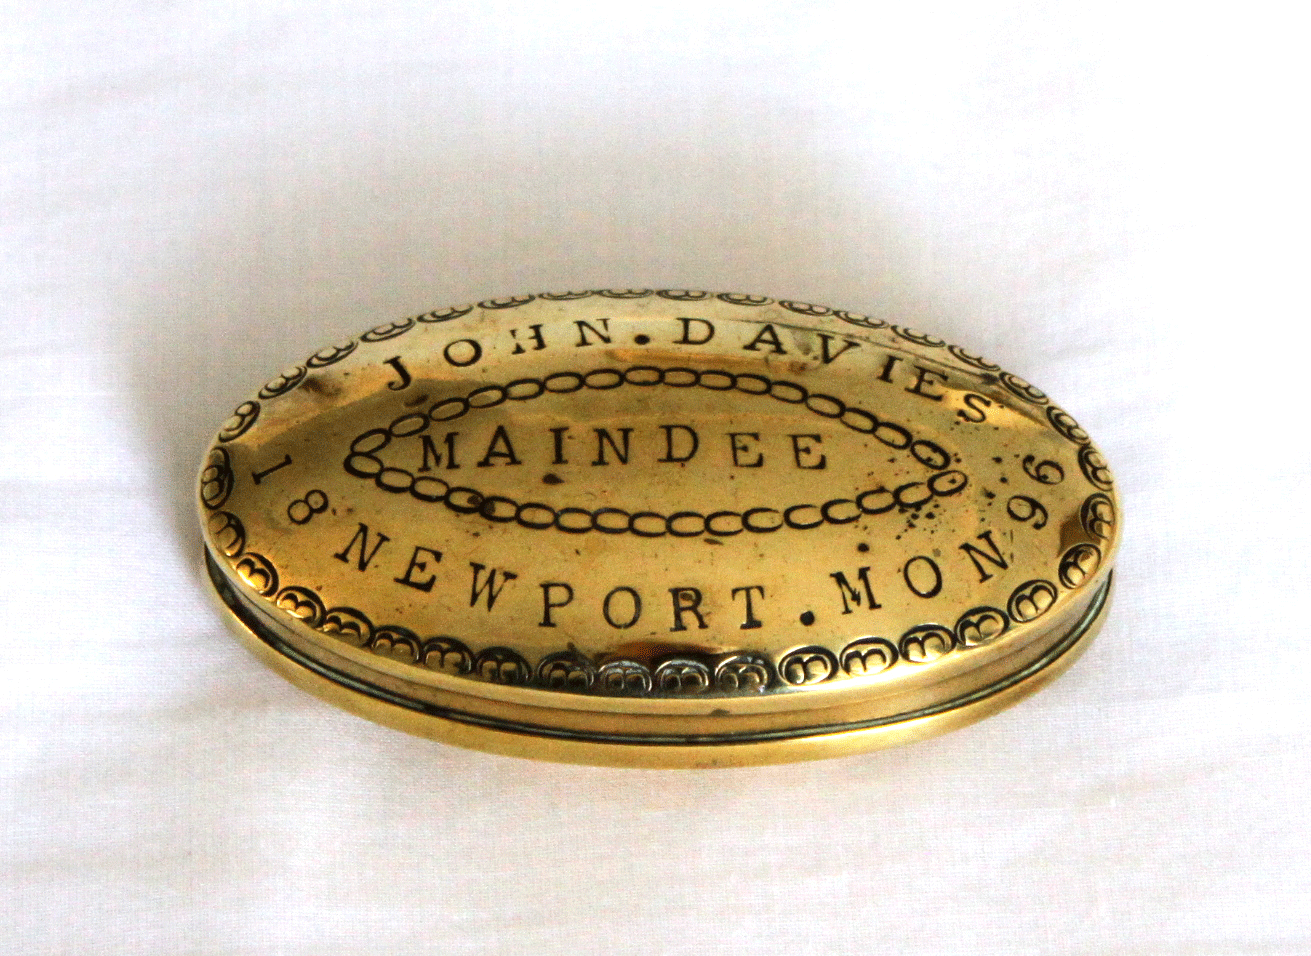 JOHN.DAVIES
MAINDEE
18 96
NEWPORT.MON